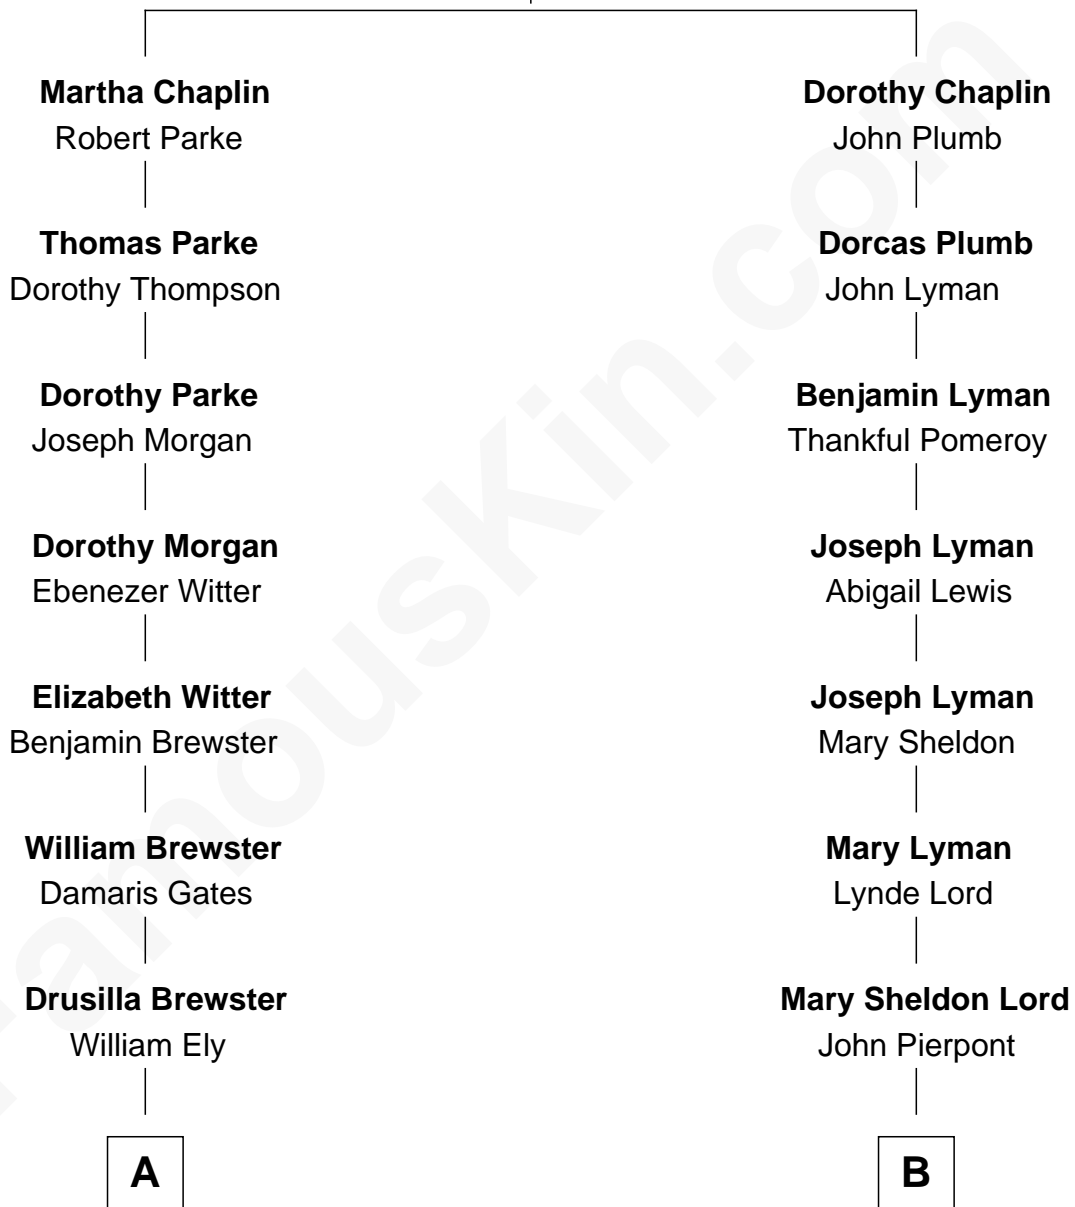 Martha Chaplin
Robert Parke
Thomas Parke
Dorothy Thompson
Dorothy Parke
Joseph Morgan
Dorothy Morgan
Ebenezer Witter
Elizabeth Witter
Benjamin Brewster
William Brewster
Damaris Gates
Drusilla Brewster
William Ely
A
Dorothy Chaplin
John Plumb
Dorcas Plumb
John Lyman
Benjamin Lyman
Thankful Pomeroy
Joseph Lyman
Abigail Lewis
Joseph Lyman
Mary Sheldon
Mary Lyman
Lynde Lord
Mary Sheldon Lord
John Pierpont
B
FamousKin.com